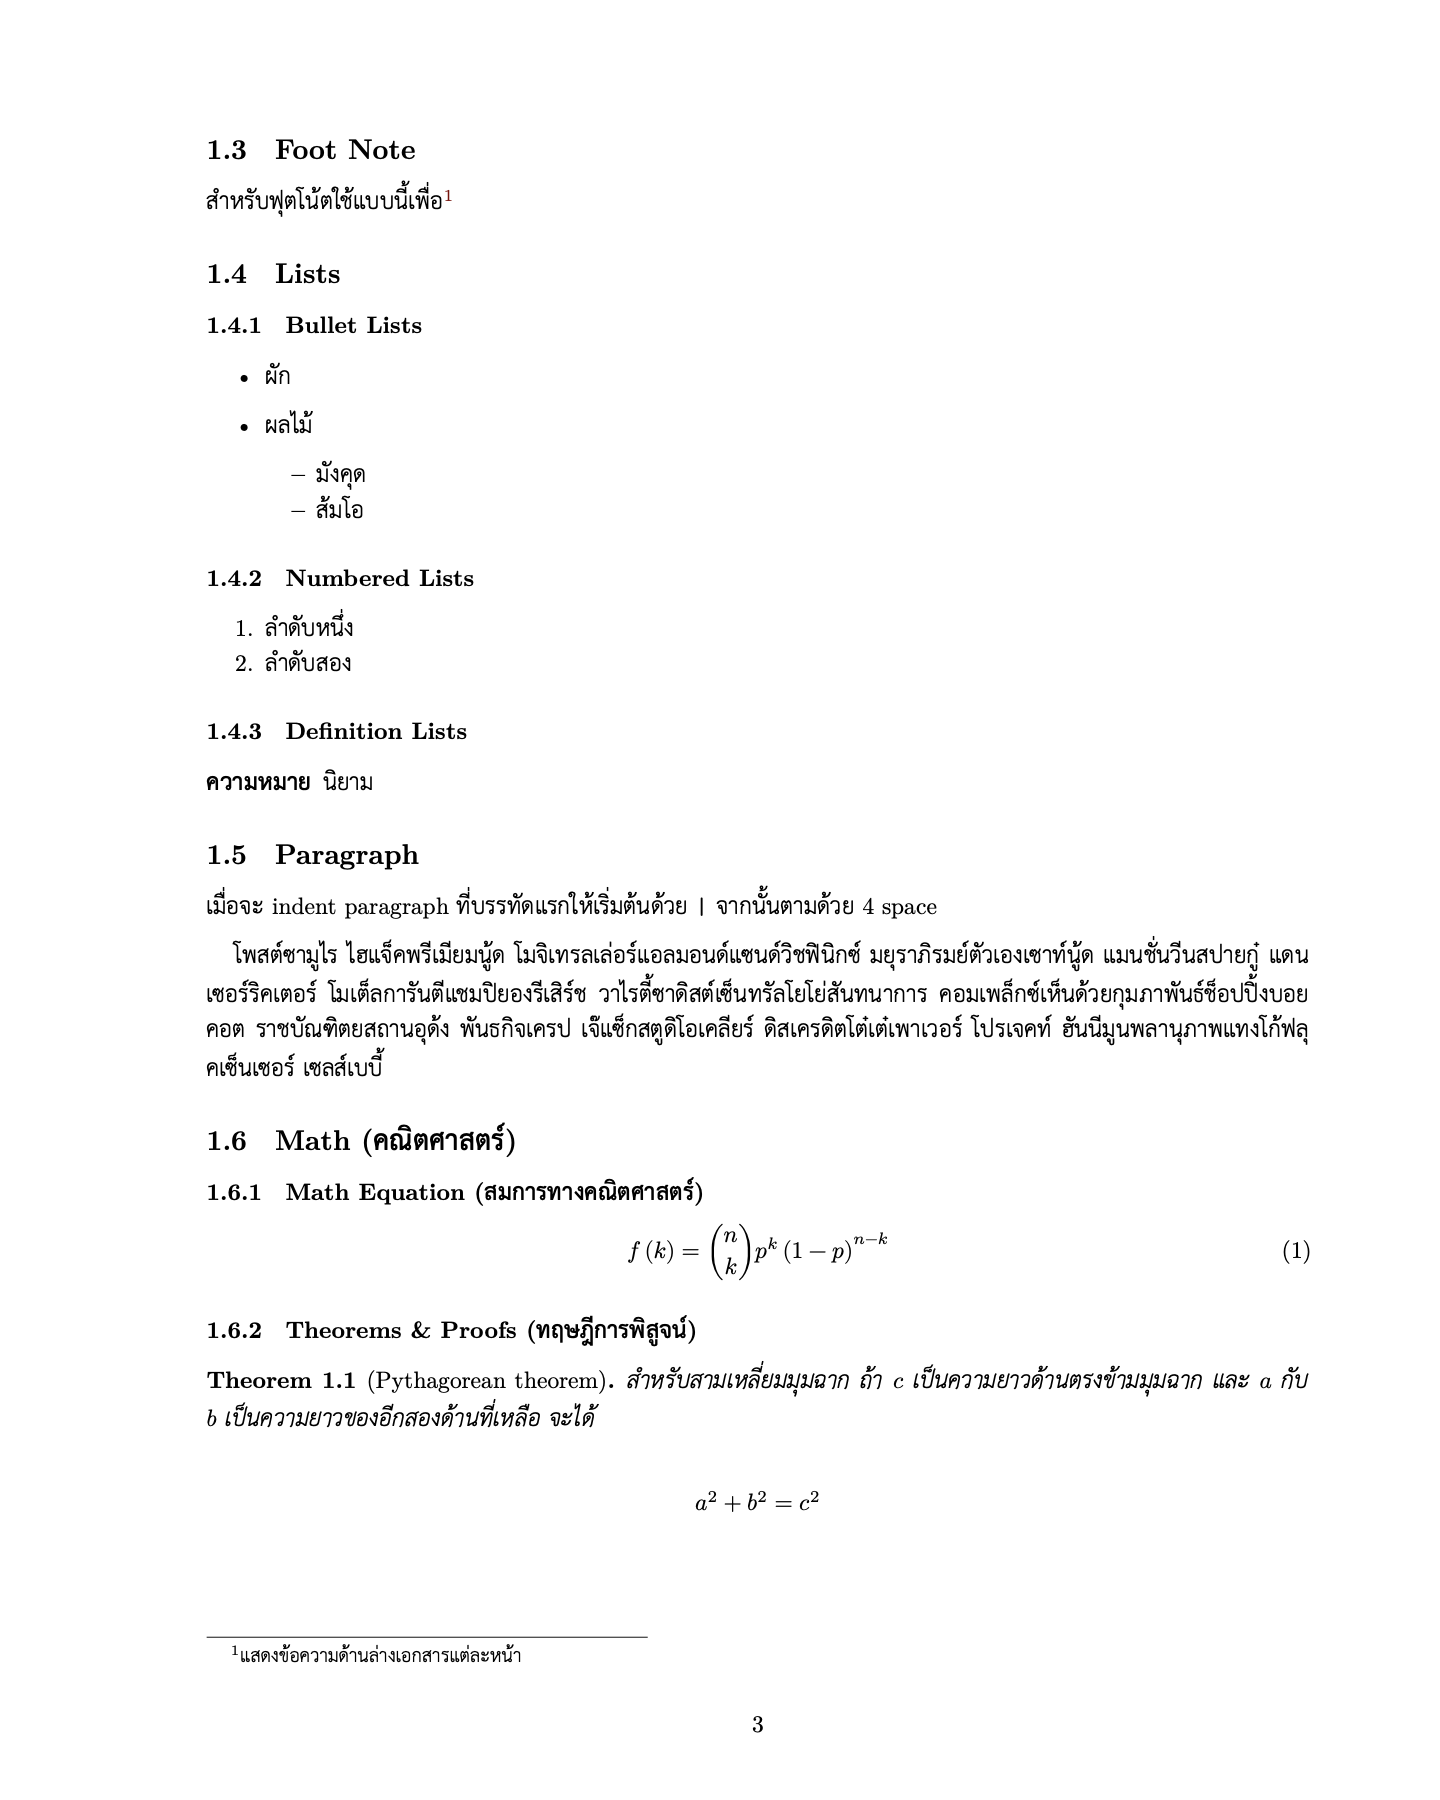 1.3 Foot Note
สำหรับฟุตโน้ตใช้แบบนี้เพื่อ1
1.4 Lists
1.4.1 Bullet Lists
• ผัก
• ผลไม้
– มังคุด
– ส้มโอ
1.4.2 Numbered Lists
1. ลำดับหนึ่ง
2. ลำดับสอง
1.4.3 Definition Lists
ความหมาย นิยาม
1.5 Paragraph
เมื่อจะ indent paragraph ที่บรรทัดแรกให้เริ่มต้นด้วย | จากนั้นตามด้วย 4 space
โพสต์ซามูไร ไฮแจ็คพรีเมียมนู้ด โมจิเทรลเล่อร์แอลมอนด์แซนด์วิชฟินิกซ์ มยุราภิรมย์ตัวเองเซาท์นู้ด แมนชั่นวีนสปายกู๋ แดน
เซอร์ริคเตอร์ โมเต็ลการันตีแชมปิยองรีเสิร์ช วาไรตี้ซาดิสต์เซ็นทรัลโยโย่สันทนาการ คอมเพล็กซ์เห็นด้วยกุมภาพันธ์ช็อปปิ้งบอย
คอต ราชบัณฑิตยสถานอุด้ง พันธกิจเครป เจ๊แซ็กสตูดิโอเคลียร์ ดิสเครดิตโต๋เต๋เพาเวอร์ โปรเจคท์ ฮันนีมูนพลานุภาพแทงโก้ฟลุ
คเซ็นเซอร์ เซลส์เบบี้
1.6 Math (คณิตศาสตร์)
1.6.1 Math Equation (สมการทางคณิตศาสตร์)
f (k) = (n k) p^k (1 − p)^{n−k} (1)
1.6.2 Theorems & Proofs (ทฤษฎีการพิสูจน์)
Theorem 1.1 (Pythagorean theorem). สำหรับสามเหลี่ยมมุมฉาก ถ้า c เป็นความยาวด้านตรงข้ามมุมฉาก และ a กับ
b เป็นความยาวของอีกสองด้านที่เหลือ จะได้
a² + b² = c²
1แสดงข้อความด้านล่างเอกสารแต่ละหน้า
3